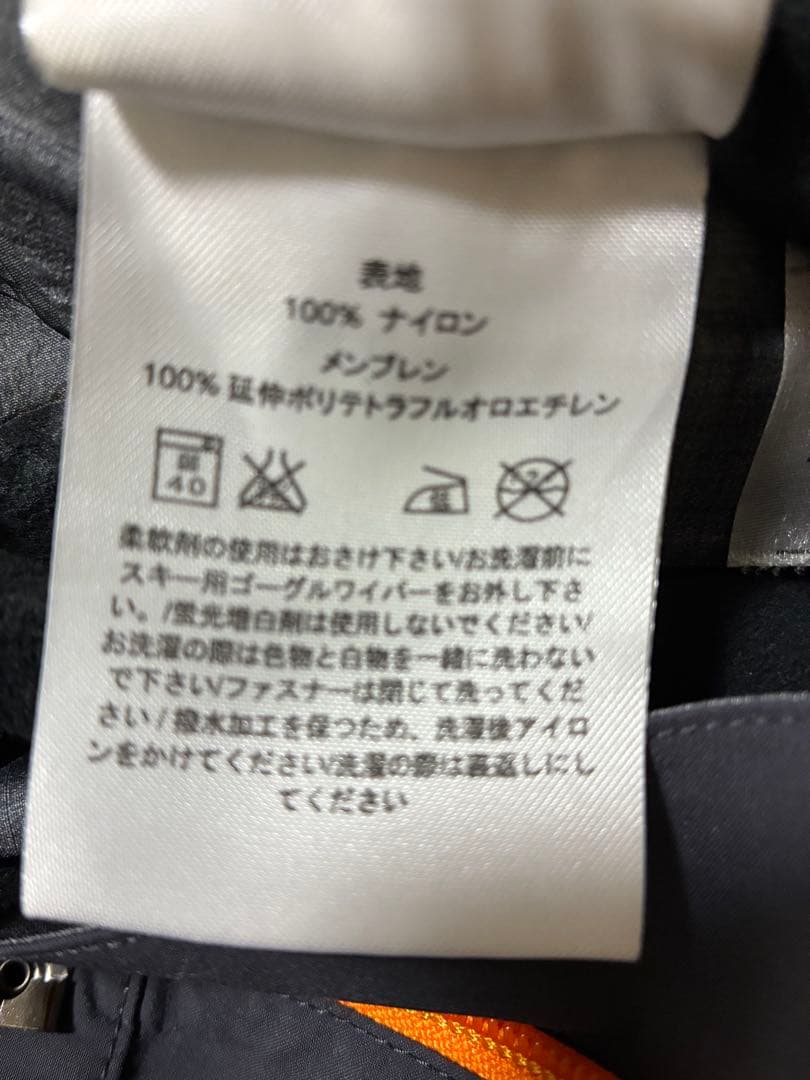 表地
100% ナイロン
メンブレン
100% 延伸ポリテトラフルオロエチレン
40
柔軟剤の使用はおさけ下さい/お洗濯前に
スキー用ゴーグルワイパーをお外し下さ
い。/蛍光増白剤は使用しないでください/
お洗濯の際は色物と白物を一緒に洗わない
で下さい/ファスナーは閉じて洗ってくだ
さい / 撥水加工を保つため、洗濯後アイロ
ンをかけてください/洗濯の際は裏返しにし
てください